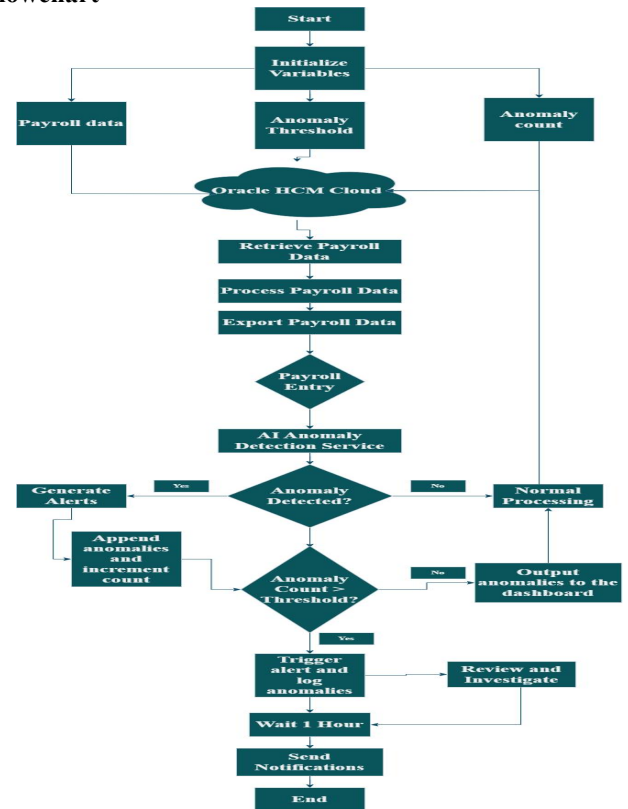 Start
Initialize
Variables
Payroll data
Anomaly
Threshold
Anomaly
count
Oracle HCM Cloud
Retrieve Payroll
Data
Process Payroll Data
Export Payroll Data
Payroll
Entry
AI Anomaly
Detection Service
Generate
Alerts
Yes
Anomaly
Detected?
No
Normal
Processing
Append
anomalies
and
increment
count
Anomaly
Count >
Threshold?
No
Output
anomalies to the
dashboard
Yes
Trigger
alert and
log
anomalies
Review and
Investigate
Wait 1 Hour
Send
Notifications
End